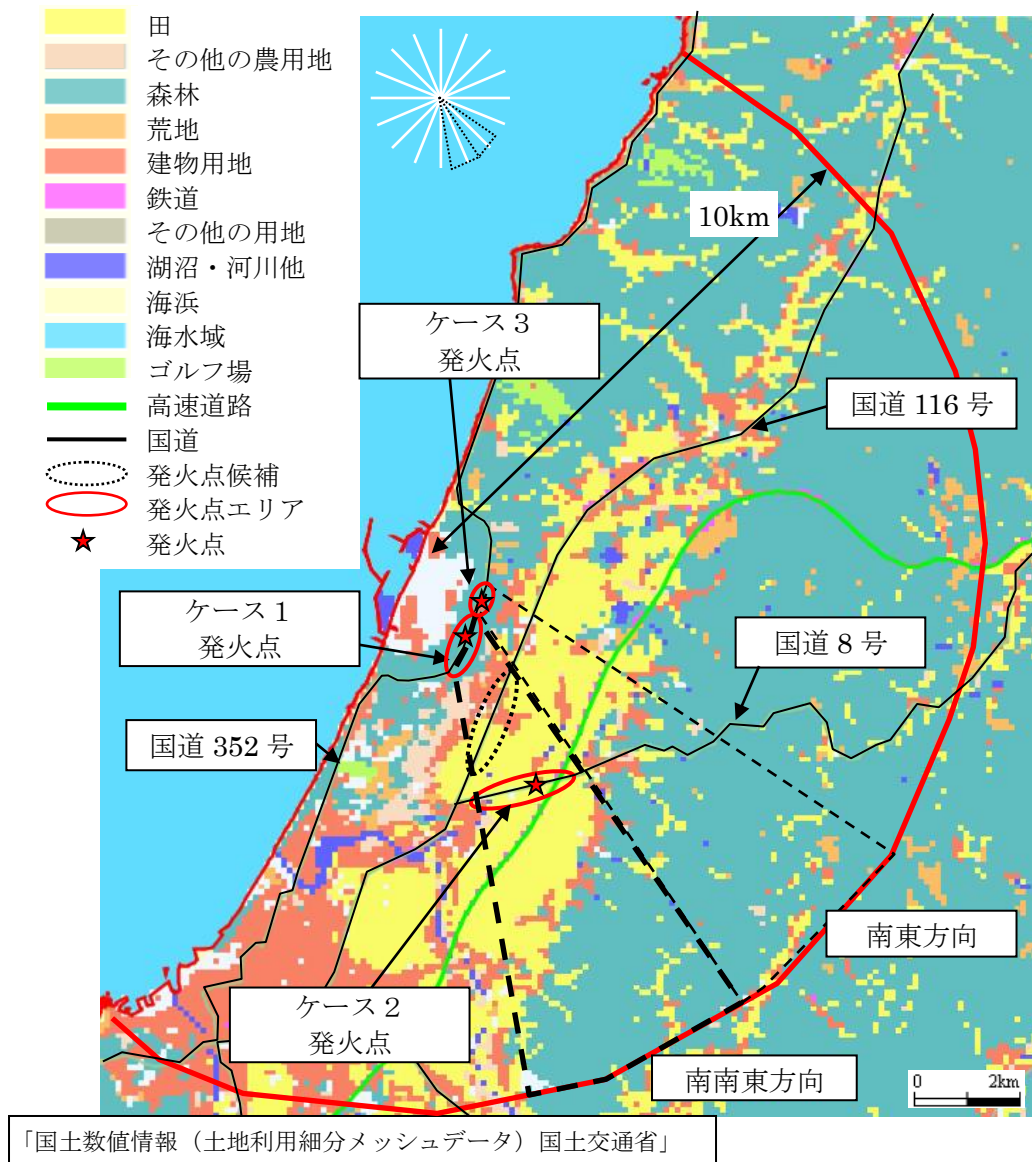 田
その他の農用地
森林
荒地
建物用地
鉄道
その他の用地
湖沼・河川他
海浜
海水域
ゴルフ場
高速道路
国道
発火点候補
発火点エリア
発火点
10km
ケース３
発火点
国道 116 号
ケース１
発火点
国道 8 号
国道 352 号
南東方向
ケース２
発火点
南南東方向
0 2km
「国土数値情報（土地利用細分メッシュデータ）国土交通省」